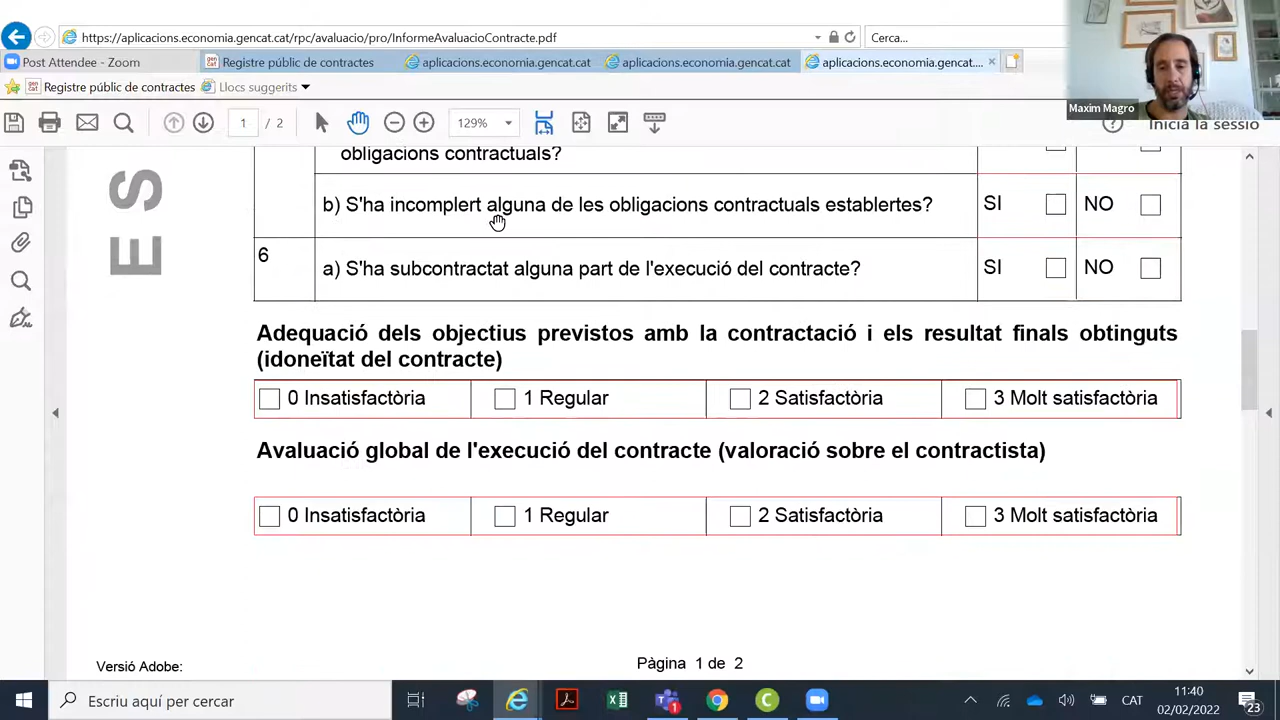 https://aplicacions.economia.gencat.cat/rpc/avaluacio/pro/InformeAvaluacioContracte.pdf
Cerca...
Post Attendee - Zoom
Registre públic de contractes
aplicacions.economia.gencat.cat
aplicacions.economia.gencat.cat
aplicacions.economia.gencat....
Registre públic de contractes
Llocs suggerits
Maxim Magro
1 / 2
129%
Inicia la sessio
obligacions contractuals?
b) S'ha incomplert alguna de les obligacions contractuals establertes?
SI
NO
6
a) S'ha subcontractat alguna part de l'execució del contracte?
SI
NO
E S
Adequació dels objectius previstos amb la contractació i els resultat finals obtinguts
(idoneïtat del contracte)
0 Insatisfactòria
1 Regular
2 Satisfactòria
3 Molt satisfactòria
Avaluació global de l'execució del contracte (valoració sobre el contractista)
0 Insatisfactòria
1 Regular
2 Satisfactòria
3 Molt satisfactòria
Versió Adobe:
Pàgina 1 de 2
Escriu aquí per cercar
CAT
11:40
02/02/2022
23